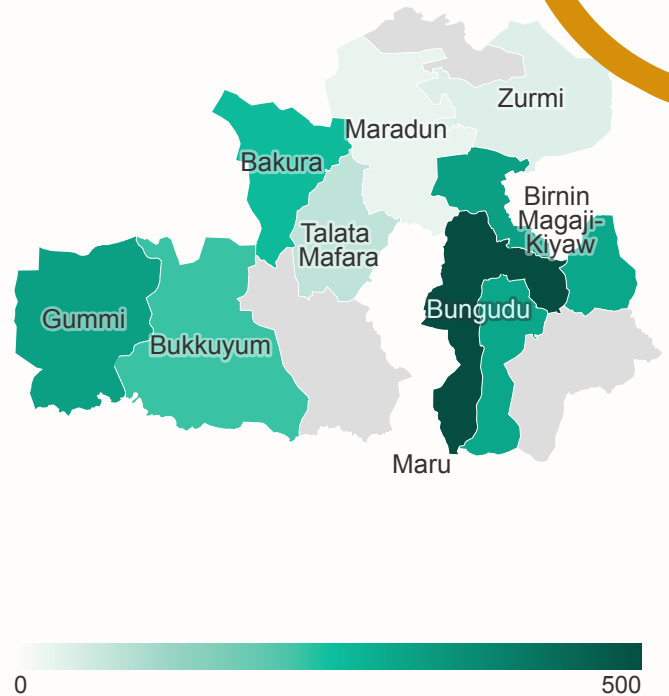 Zurmi
Maradun
Bakura
Birnin
Magaji-
Kiyaw
Talata
Mafara
Gummi
Bungudu
Bukkuyum
Maru
0
500